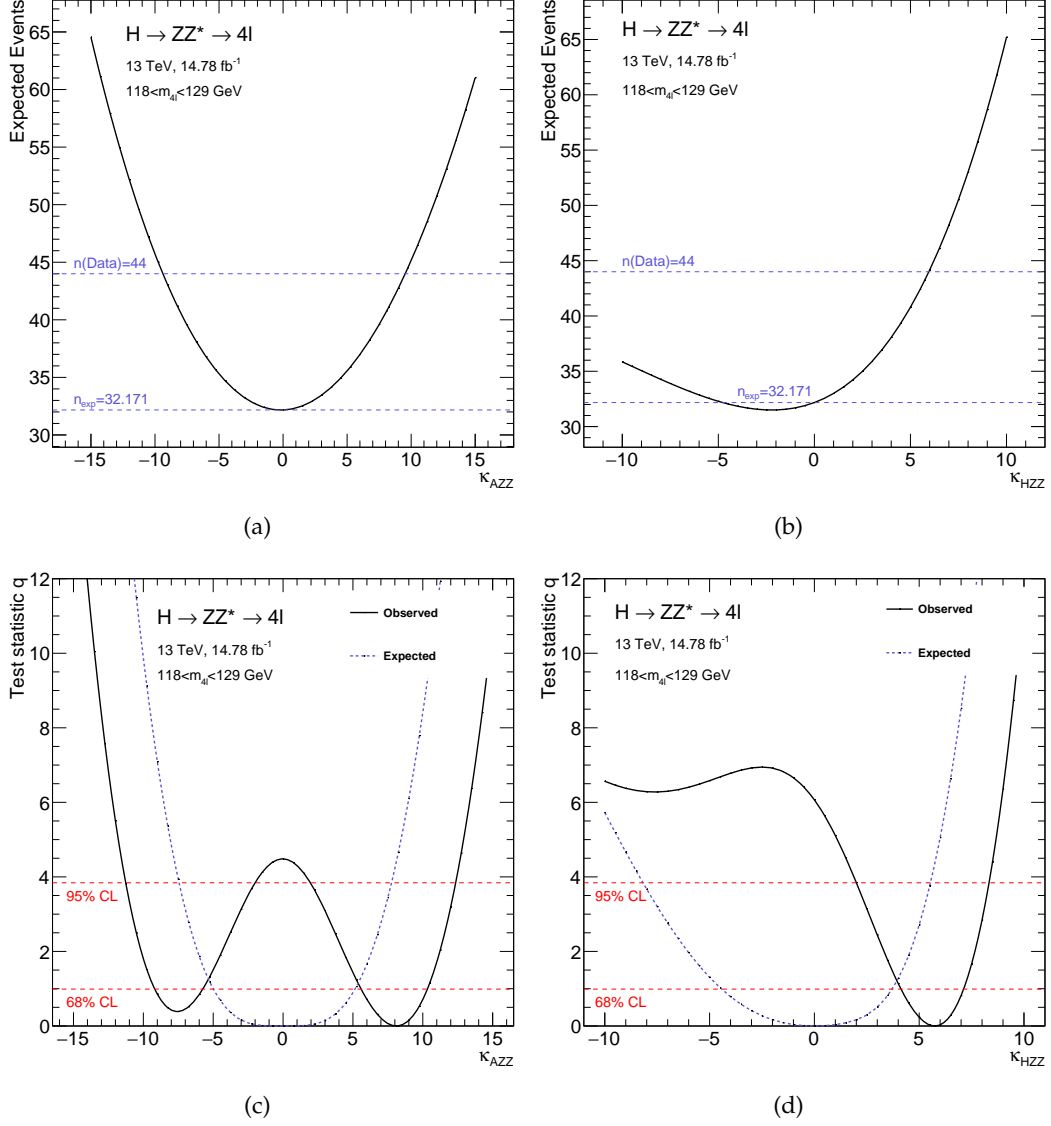 Expected Events
65
60
55
50
45
40
35
30
H → ZZ* → 4l
13 TeV, 14.78 fb⁻¹
118<m₄ₗ<129 GeV
n(Data)=44
nₑₓₚ=32.171
−15 −10 −5 0 5 10 15
κ_AZZ
(a)
Expected Events
65
60
55
50
45
40
35
30
H → ZZ* → 4l
13 TeV, 14.78 fb⁻¹
118<m₄ₗ<129 GeV
n(Data)=44
nₑₓₚ=32.171
−10 −5 0 5 10
κ_HZZ
(b)
Test statistic q
12
10
8
6
4
2
0
H → ZZ* → 4l
13 TeV, 14.78 fb⁻¹
118<m₄ₗ<129 GeV
Observed
Expected
95% CL
68% CL
−15 −10 −5 0 5 10 15
κ_AZZ
(c)
Test statistic q
12
10
8
6
4
2
0
H → ZZ* → 4l
13 TeV, 14.78 fb⁻¹
118<m₄ₗ<129 GeV
Observed
Expected
95% CL
68% CL
−10 −5 0 5 10
κ_HZZ
(d)